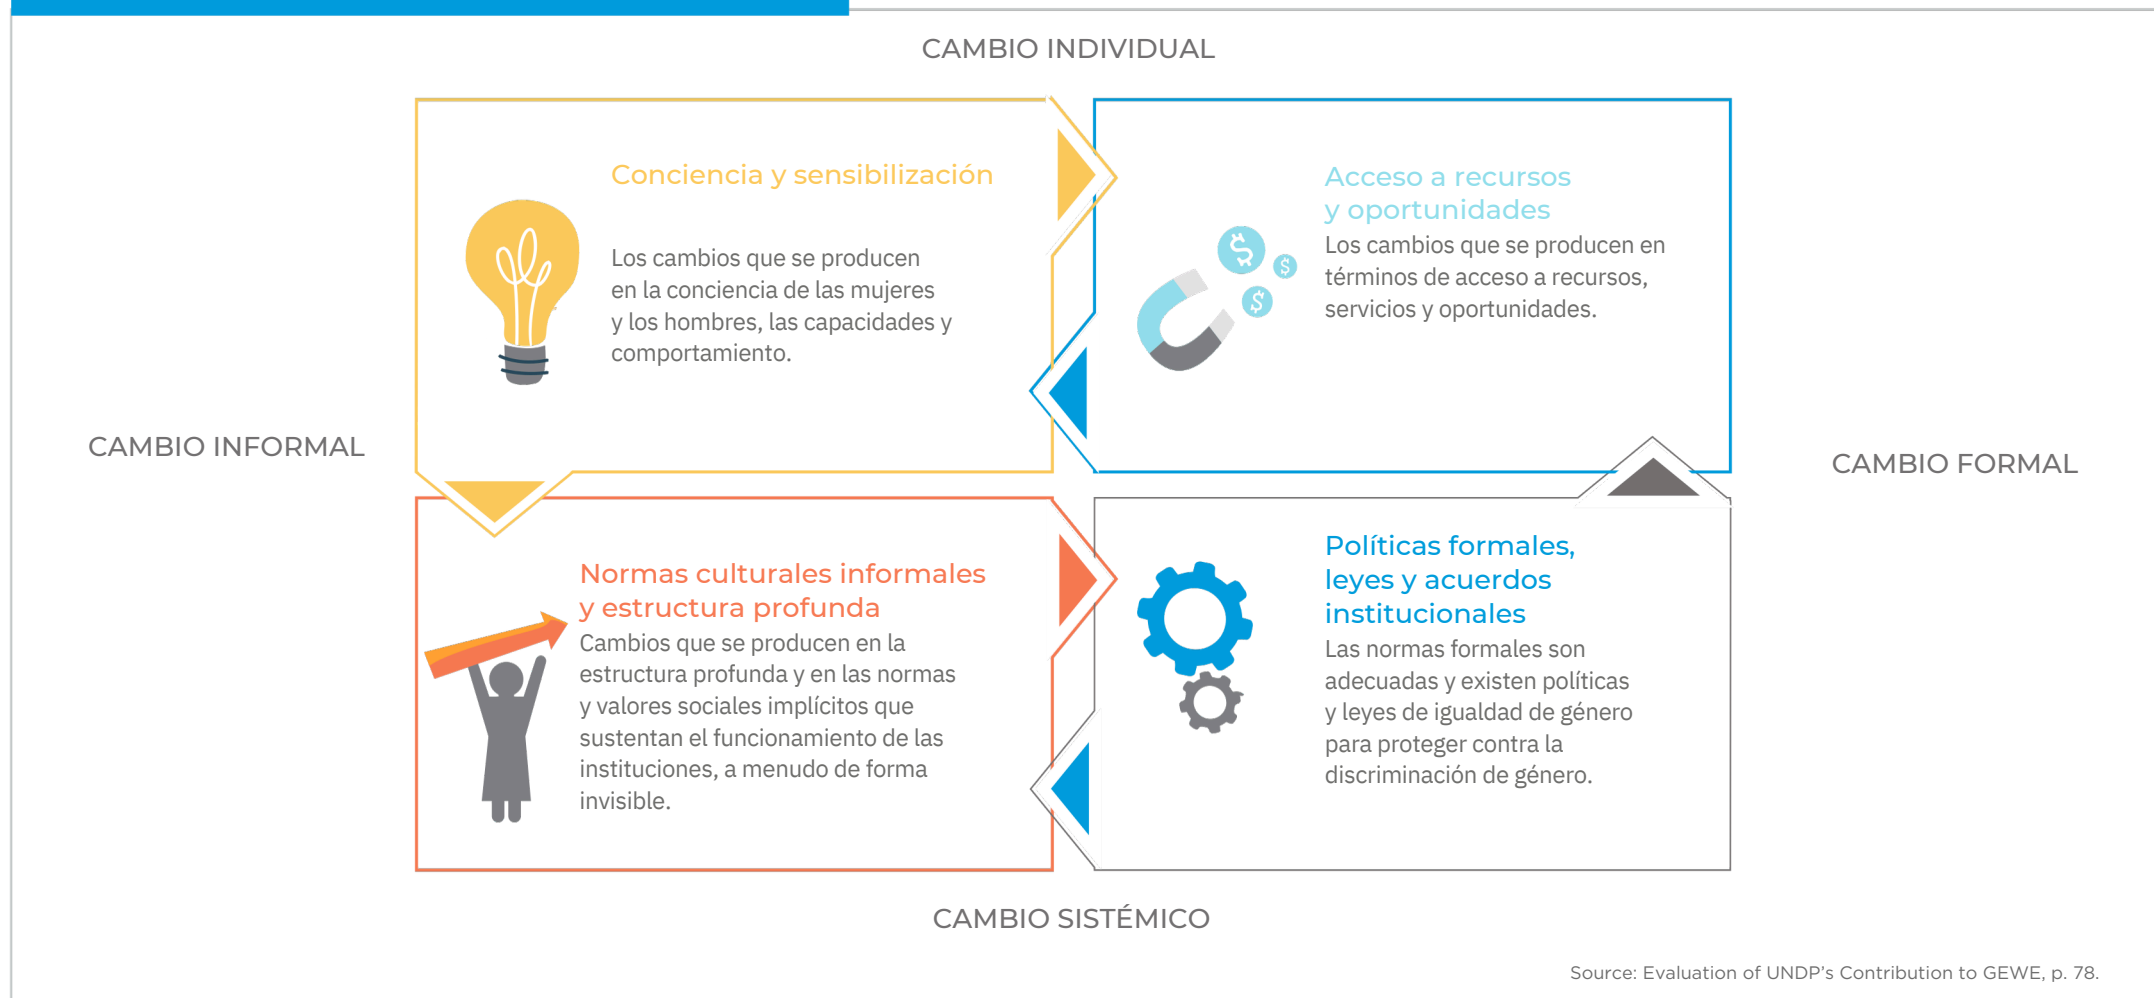 CAMBIO INDIVIDUAL
Conciencia y sensibilización
Los cambios que se producen
en la conciencia de las mujeres
y los hombres, las capacidades y
comportamiento.
Acceso a recursos
y oportunidades
Los cambios que se producen en
términos de acceso a recursos,
servicios y oportunidades.
$
$
$
CAMBIO INFORMAL
CAMBIO FORMAL
Normas culturales informales
y estructura profunda
Cambios que se producen en la
estructura profunda y en las normas
y valores sociales implícitos que
sustentan el funcionamiento de las
instituciones, a menudo de forma
invisible.
Políticas formales,
leyes y acuerdos
institucionales
Las normas formales son
adecuadas y existen políticas
y leyes de igualdad de género
para proteger contra la
discriminación de género.
CAMBIO SISTÉMICO
Source: Evaluation of UNDP's Contribution to GEWE, p. 78.